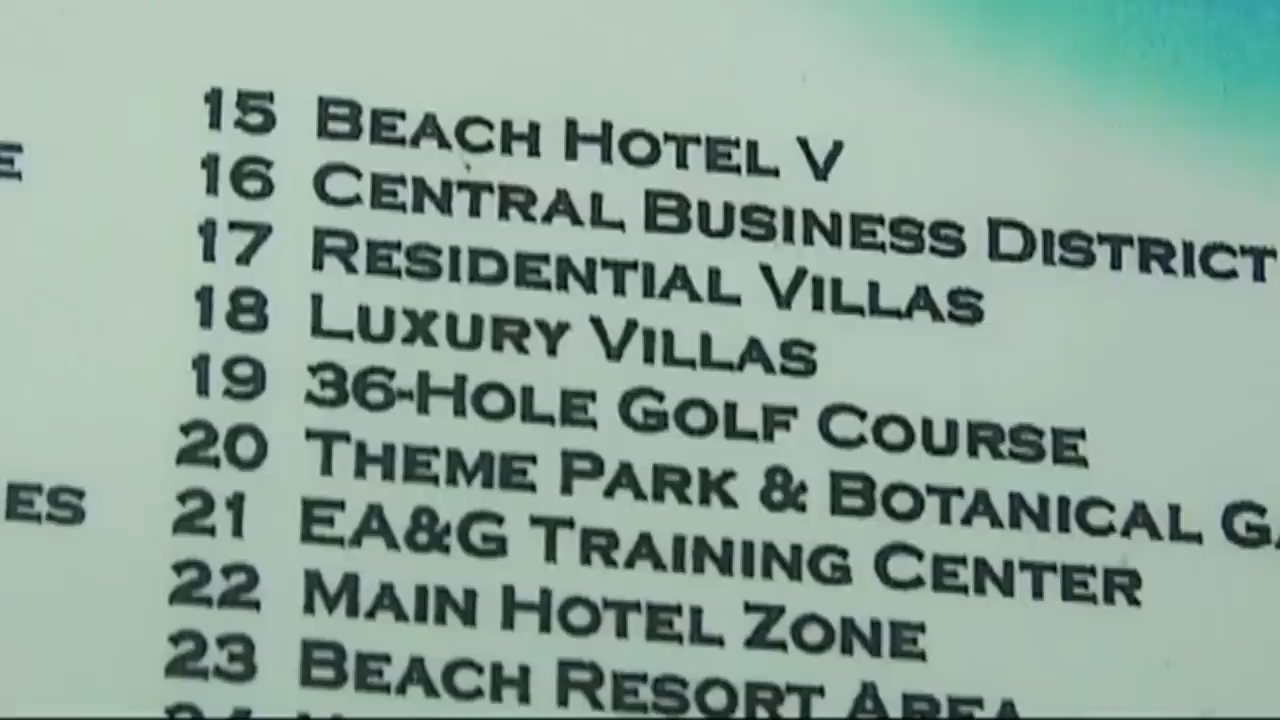 15 BEACH HOTEL V
16 CENTRAL BUSINESS DISTRICT
17 RESIDENTIAL VILLAS
18 LUXURY VILLAS
19 36-HOLE GOLF COURSE
20 THEME PARK & BOTANICAL
21 EA&G TRAINING CENTER
22 MAIN HOTEL ZONE
23 BEACH RESORT AREA